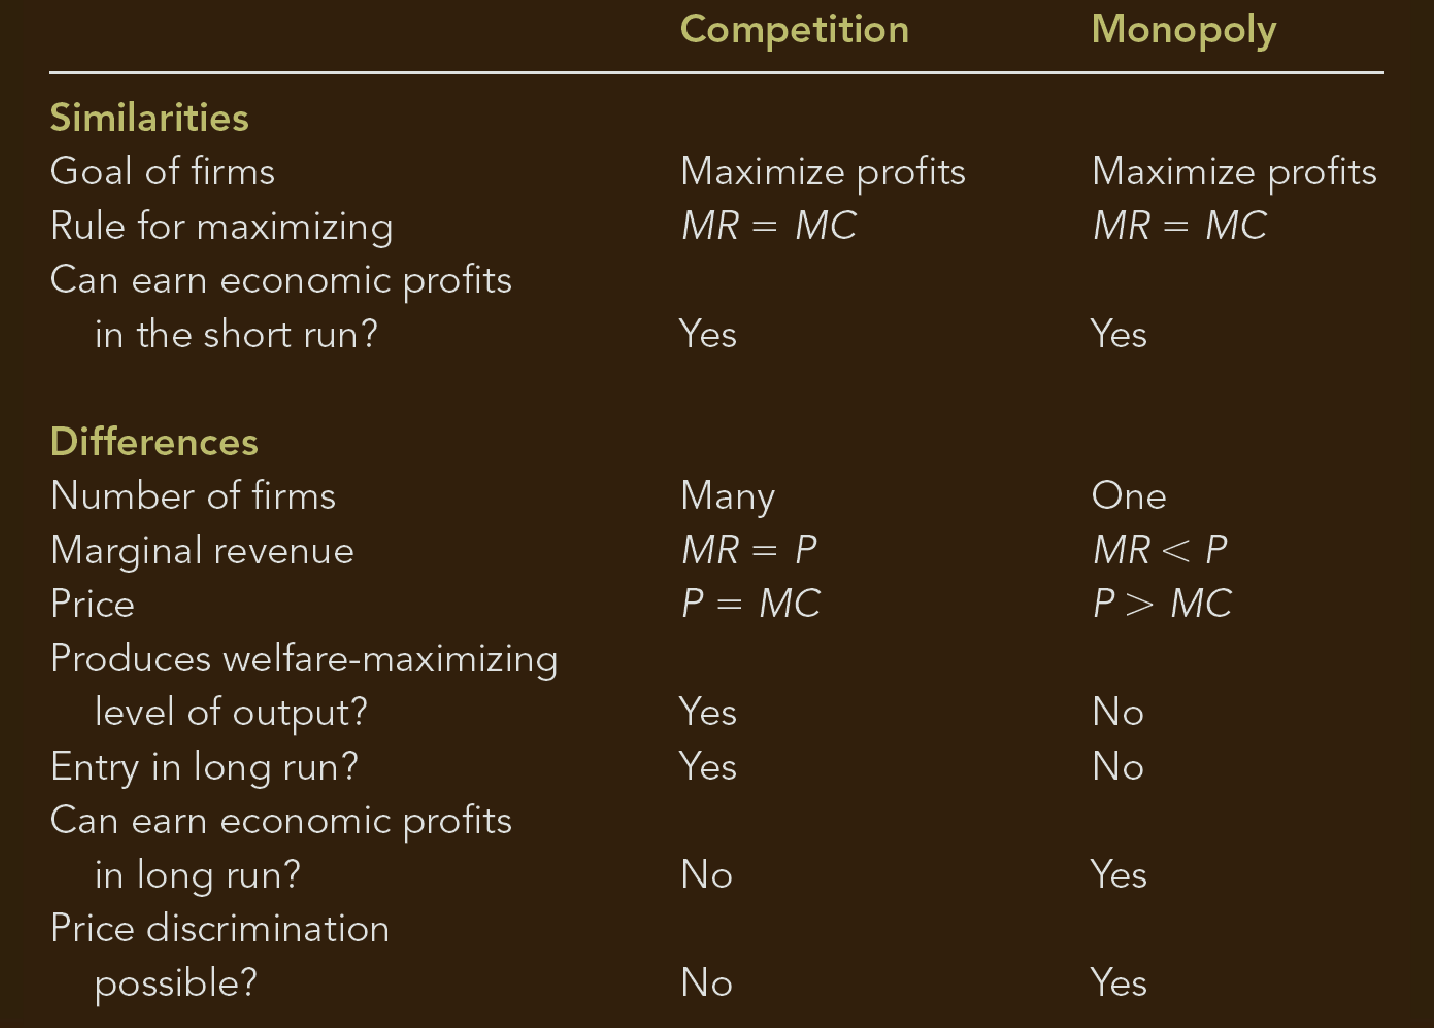 Competition Monopoly
Similarities
Goal of firms Maximize profits Maximize profits
Rule for maximizing MR = MC MR = MC
Can earn economic profits
in the short run? Yes Yes
Differences
Number of firms Many One
Marginal revenue MR = P MR < P
Price P = MC P > MC
Produces welfare-maximizing
level of output? Yes No
Entry in long run? Yes No
Can earn economic profits
in long run? No Yes
Price discrimination
possible? No Yes